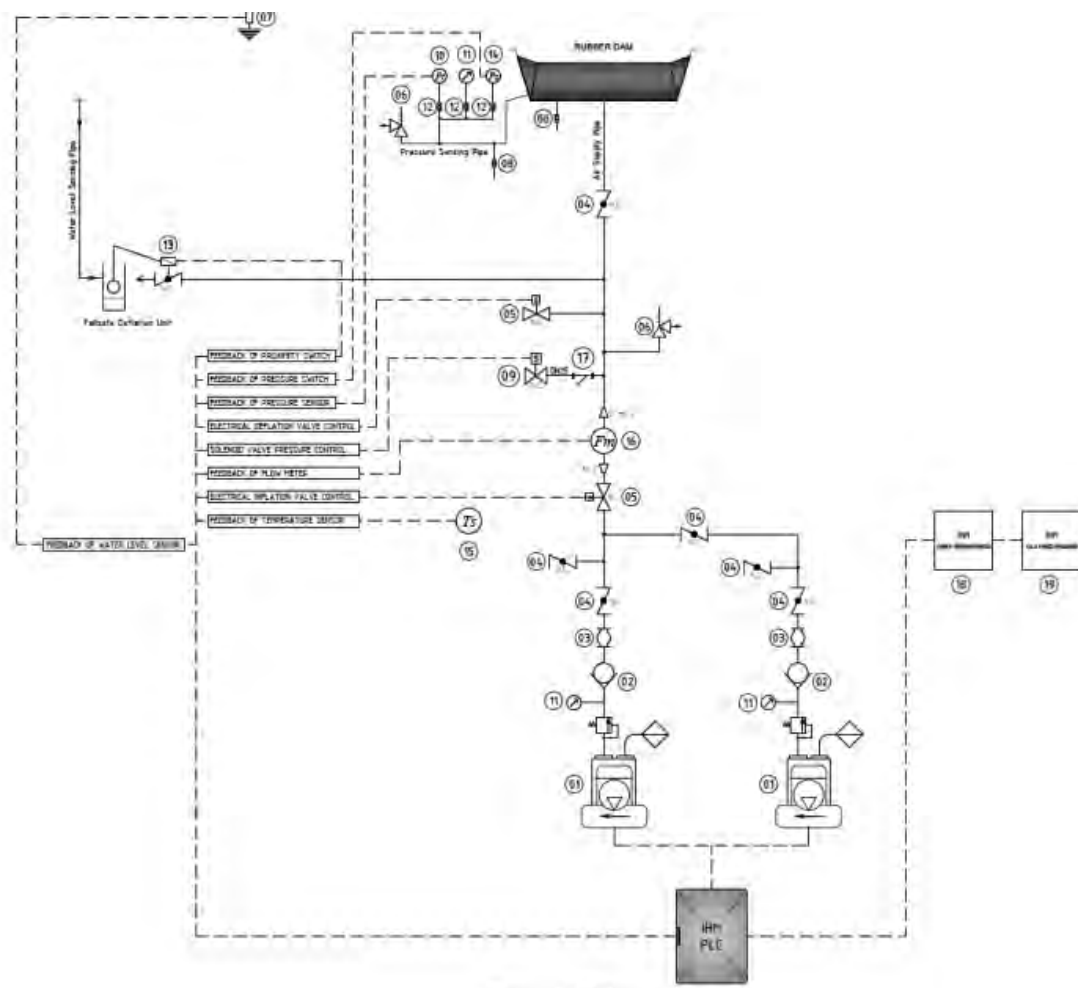 07
RUBBER DAM
10
11
14
06
12
12
12
08
Pressure Sensing Pipe
08
Air Supply Pipe
04
Water Level Sensing Pipe
13
05
06
Failsafe Deflation Unit
FEEDBACK OF PROXIMITY SWITCH
17
FEEDBACK OF PRESSURE SWITCH
09
FEEDBACK OF PRESSURE SENSOR
ELECTRICAL DEFLATION VALVE CONTROL
Fm
16
SOLENOID VALVE PRESSURE CONTROL
FEEDBACK OF FLOW METER
ELECTRICAL INFLATION VALVE CONTROL
05
FEEDBACK OF TEMPERATURE SENSOR
Ts
04
FEEDBACK OF WATER LEVEL SENSOR
15
04
04
18
19
04
04
03
03
02
02
11
11
01
01
IHM
PLC